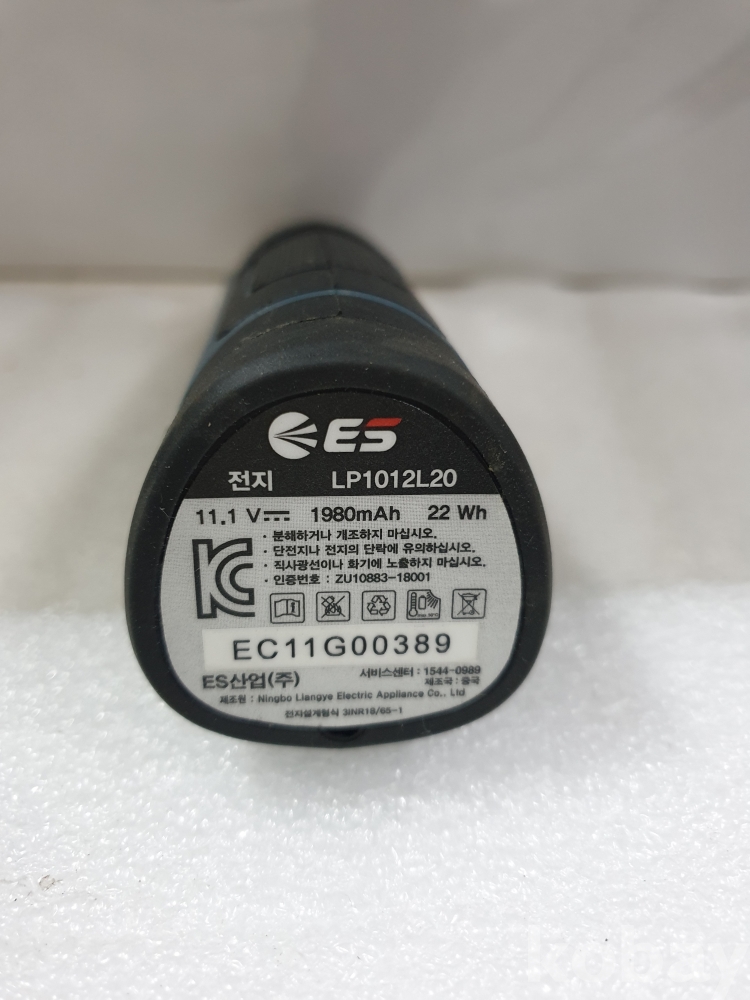 ES
전지 LP1012L20
11.1 V 1980mAh 22 Wh
· 분해하거나 개조하지 마십시오.
· 단전지나 전지의 단락에 유의하십시오.
· 직사광선이나 화기에 노출하지 마십시오.
· 인증번호 : ZU10883-18001
EC11G00389
ES산업(주) 서비스센터 : 1544-0989
제조국 : 중국
제조원 : Ningbo Liangye Electric Appliance Co., Ltd
전지설계형식 3INR19/65-1